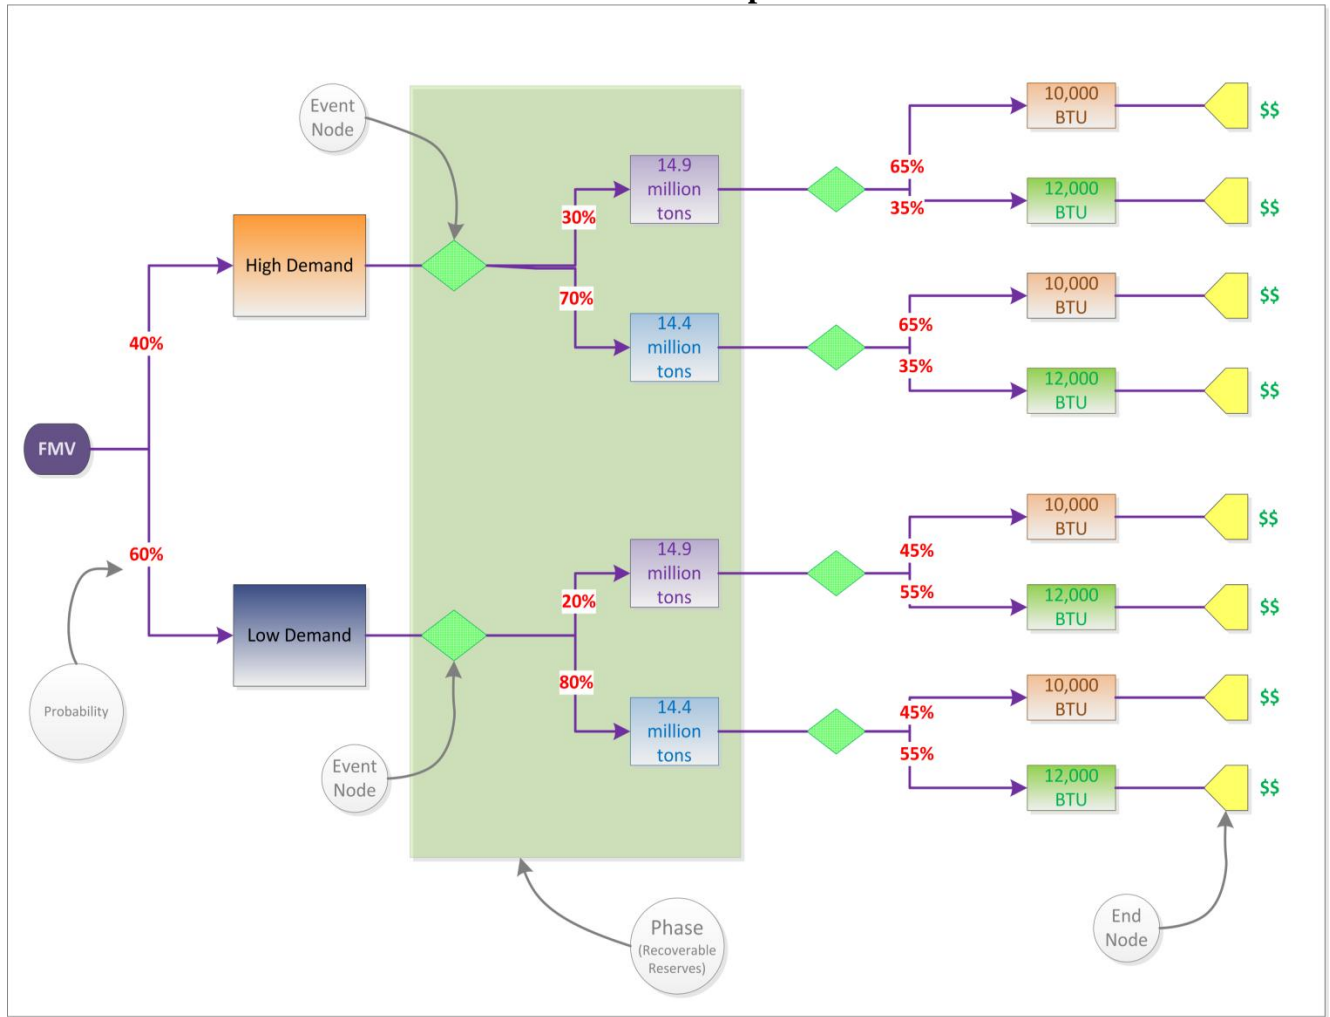 Event
Node
10,000
BTU
$$
14.9
million
tons
65%
35%
12,000
BTU
$$
30%
High Demand
70%
10,000
BTU
$$
14.4
million
tons
65%
35%
40%
12,000
BTU
$$
FMV
10,000
BTU
$$
60%
14.9
million
tons
45%
55%
20%
12,000
BTU
$$
Low Demand
80%
10,000
BTU
$$
Probability
14.4
million
tons
45%
55%
Event
Node
12,000
BTU
$$
Phase
(Recoverable
Reserves)
End
Node